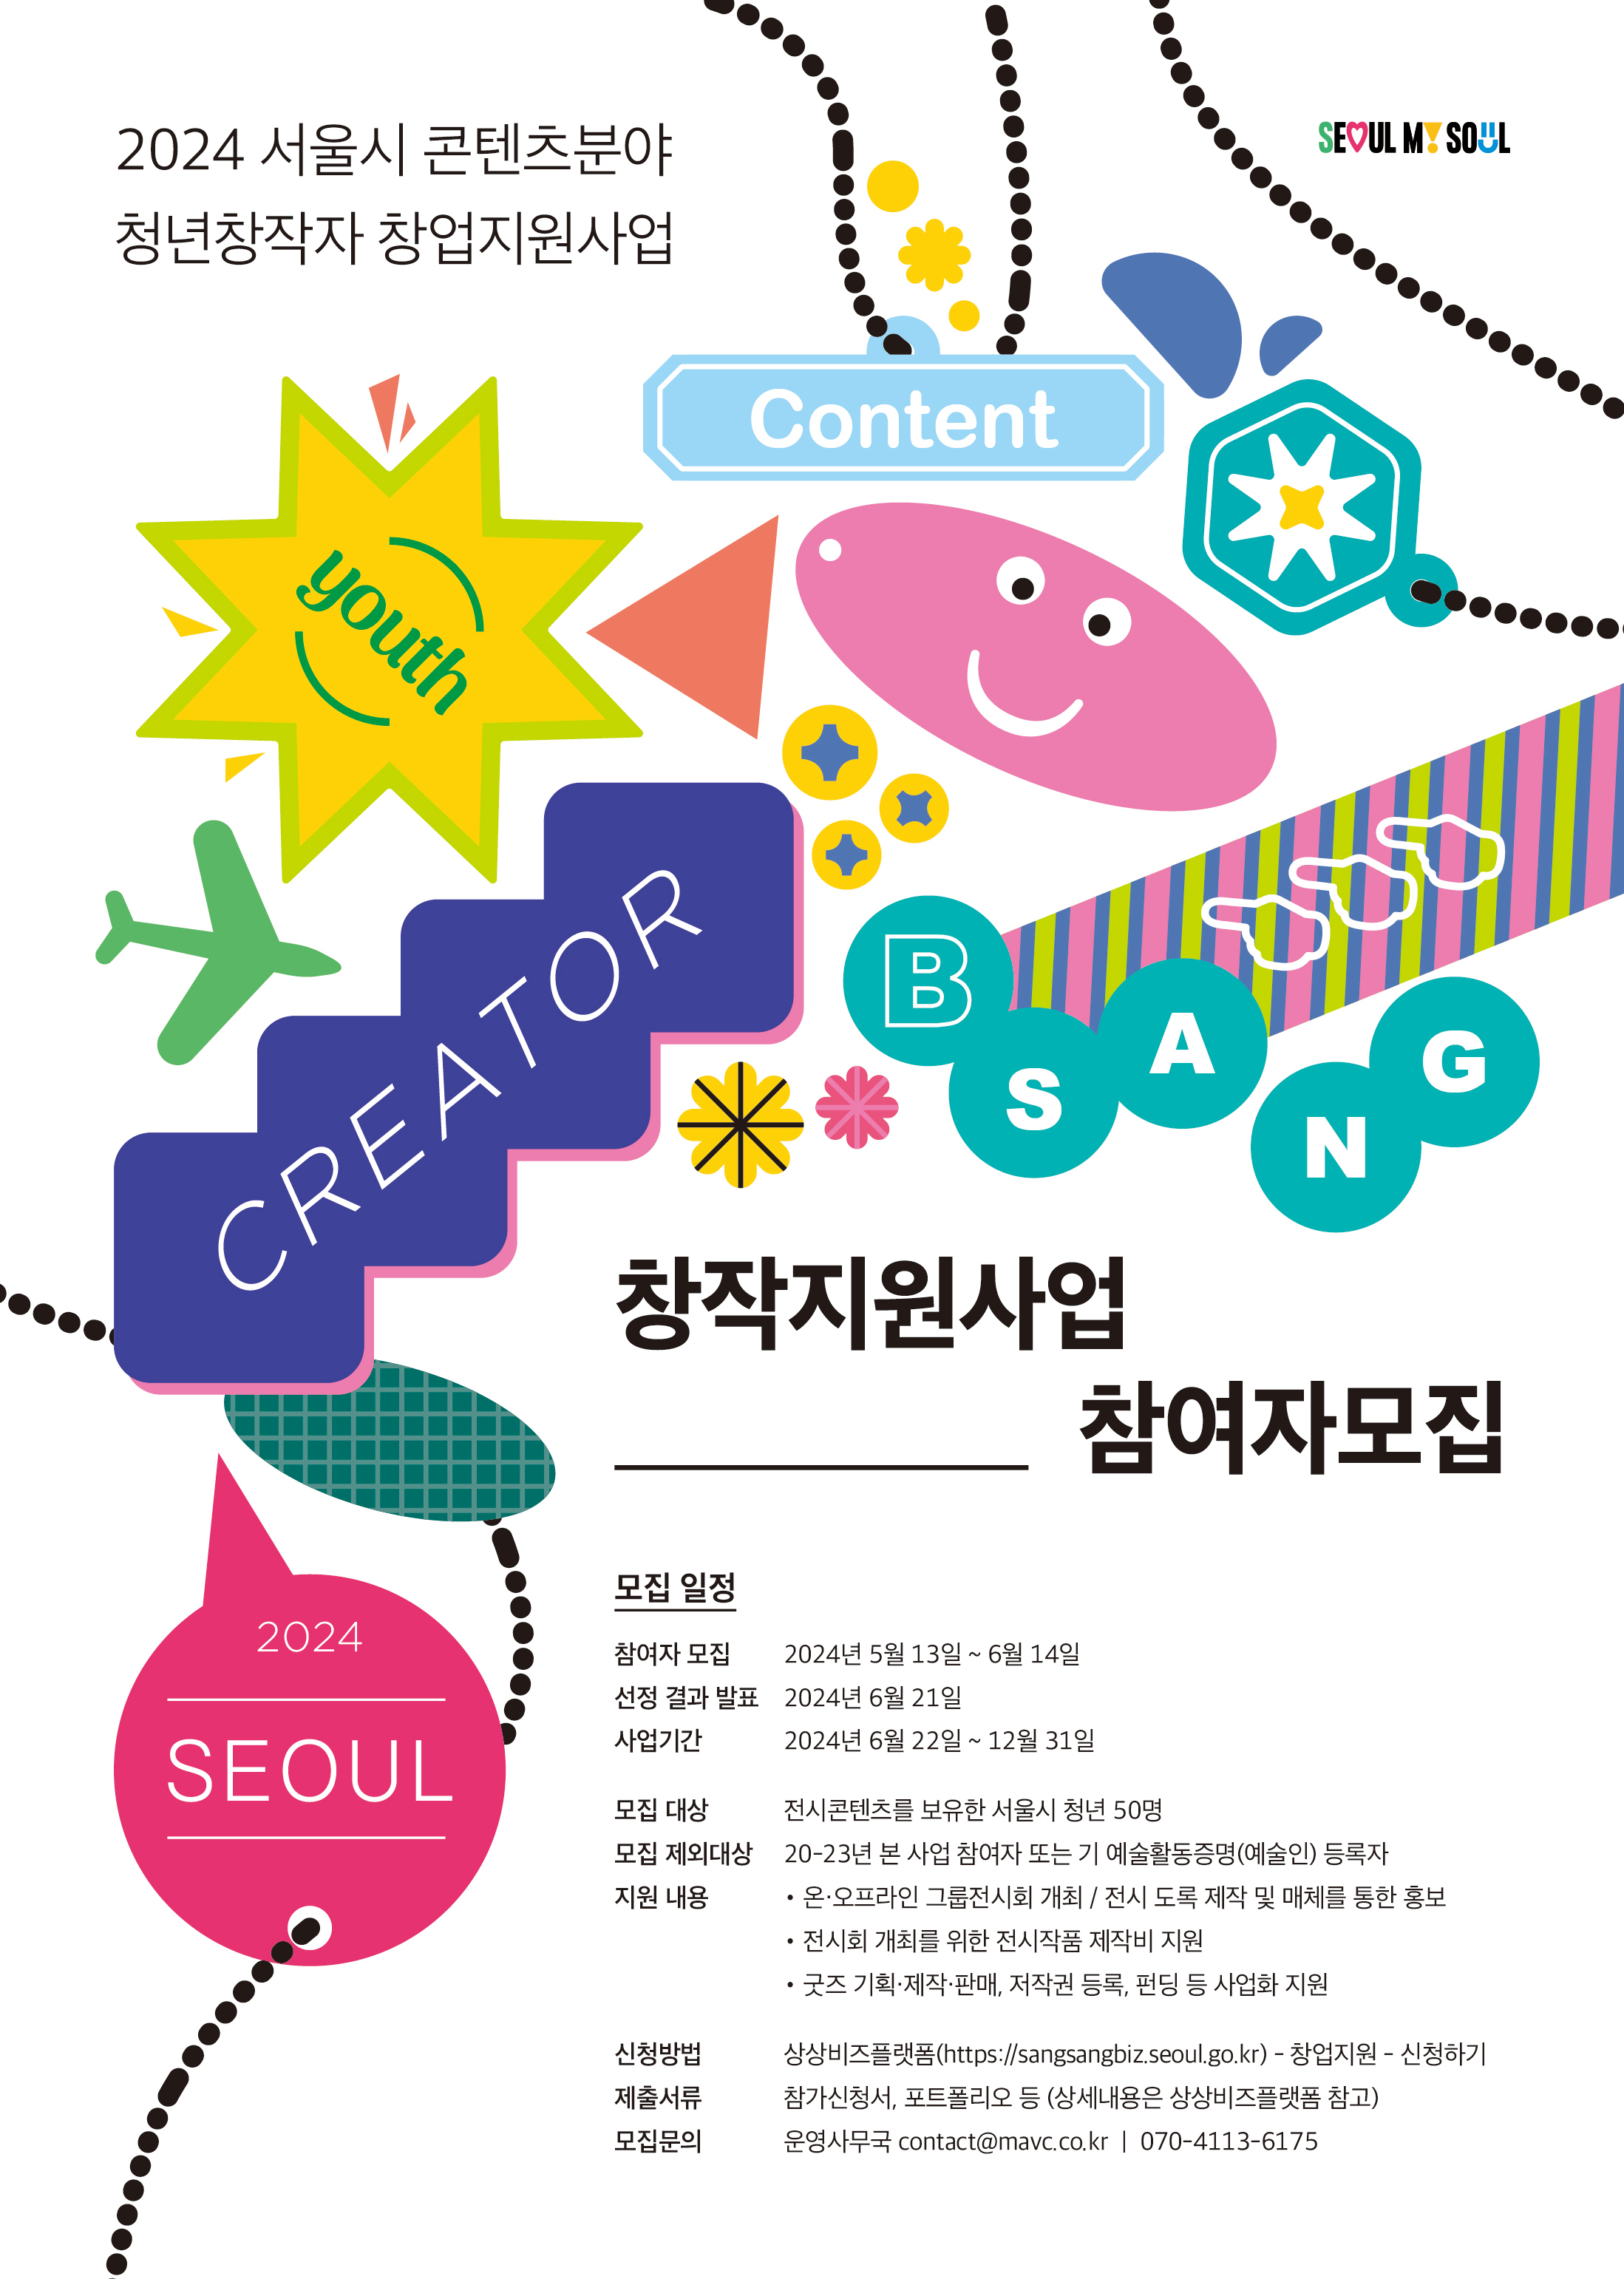 2024 서울시 콘텐츠분야
청년창작자 창업지원사업
SEOUL MY SOUL
Content
youth
CREATOR
B
S
A
N
G
창작지원사업
참여자모집
2024
SEOUL
모집 일정
참여자 모집 2024년 5월 13일 ~ 6월 14일
선정 결과 발표 2024년 6월 21일
사업기간 2024년 6월 22일 ~ 12월 31일
모집 대상 전시콘텐츠를 보유한 서울시 청년 50명
모집 제외대상 20-23년 본 사업 참여자 또는 기 예술활동증명(예술인) 등록자
지원 내용 • 온·오프라인 그룹전시회 개최 / 전시 도록 제작 및 매체를 통한 홍보
• 전시회 개최를 위한 전시작품 제작비 지원
• 굿즈 기획·제작·판매, 저작권 등록, 펀딩 등 사업화 지원
신청방법 상상비즈플랫폼(https://sangsangbiz.seoul.go.kr) - 창업지원 - 신청하기
제출서류 참가신청서, 포트폴리오 등 (상세내용은 상상비즈플랫폼 참고)
모집문의 운영사무국 contact@mavc.co.kr | 070-4113-6175